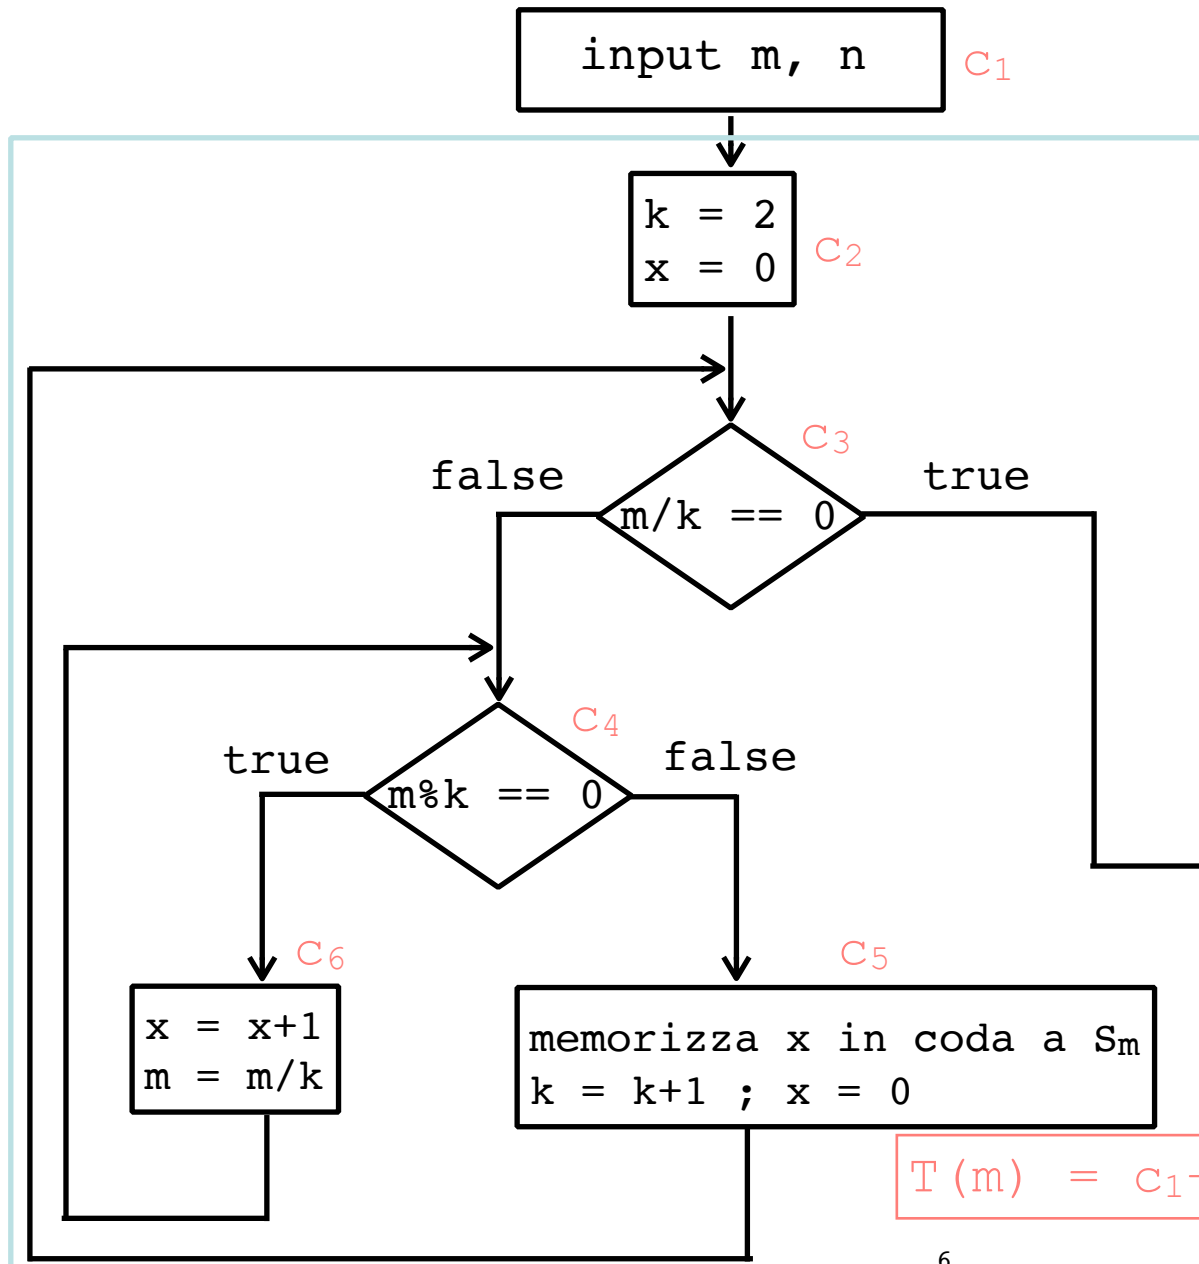 input m, n
c1
k = 2
x = 0
c2
c3
false
true
m/k == 0
c4
true
false
m%k == 0
c6
c5
x = x+1
m = m/k
memorizza x in coda a Sm
k = k+1 ; x = 0
T(m) = c1
6